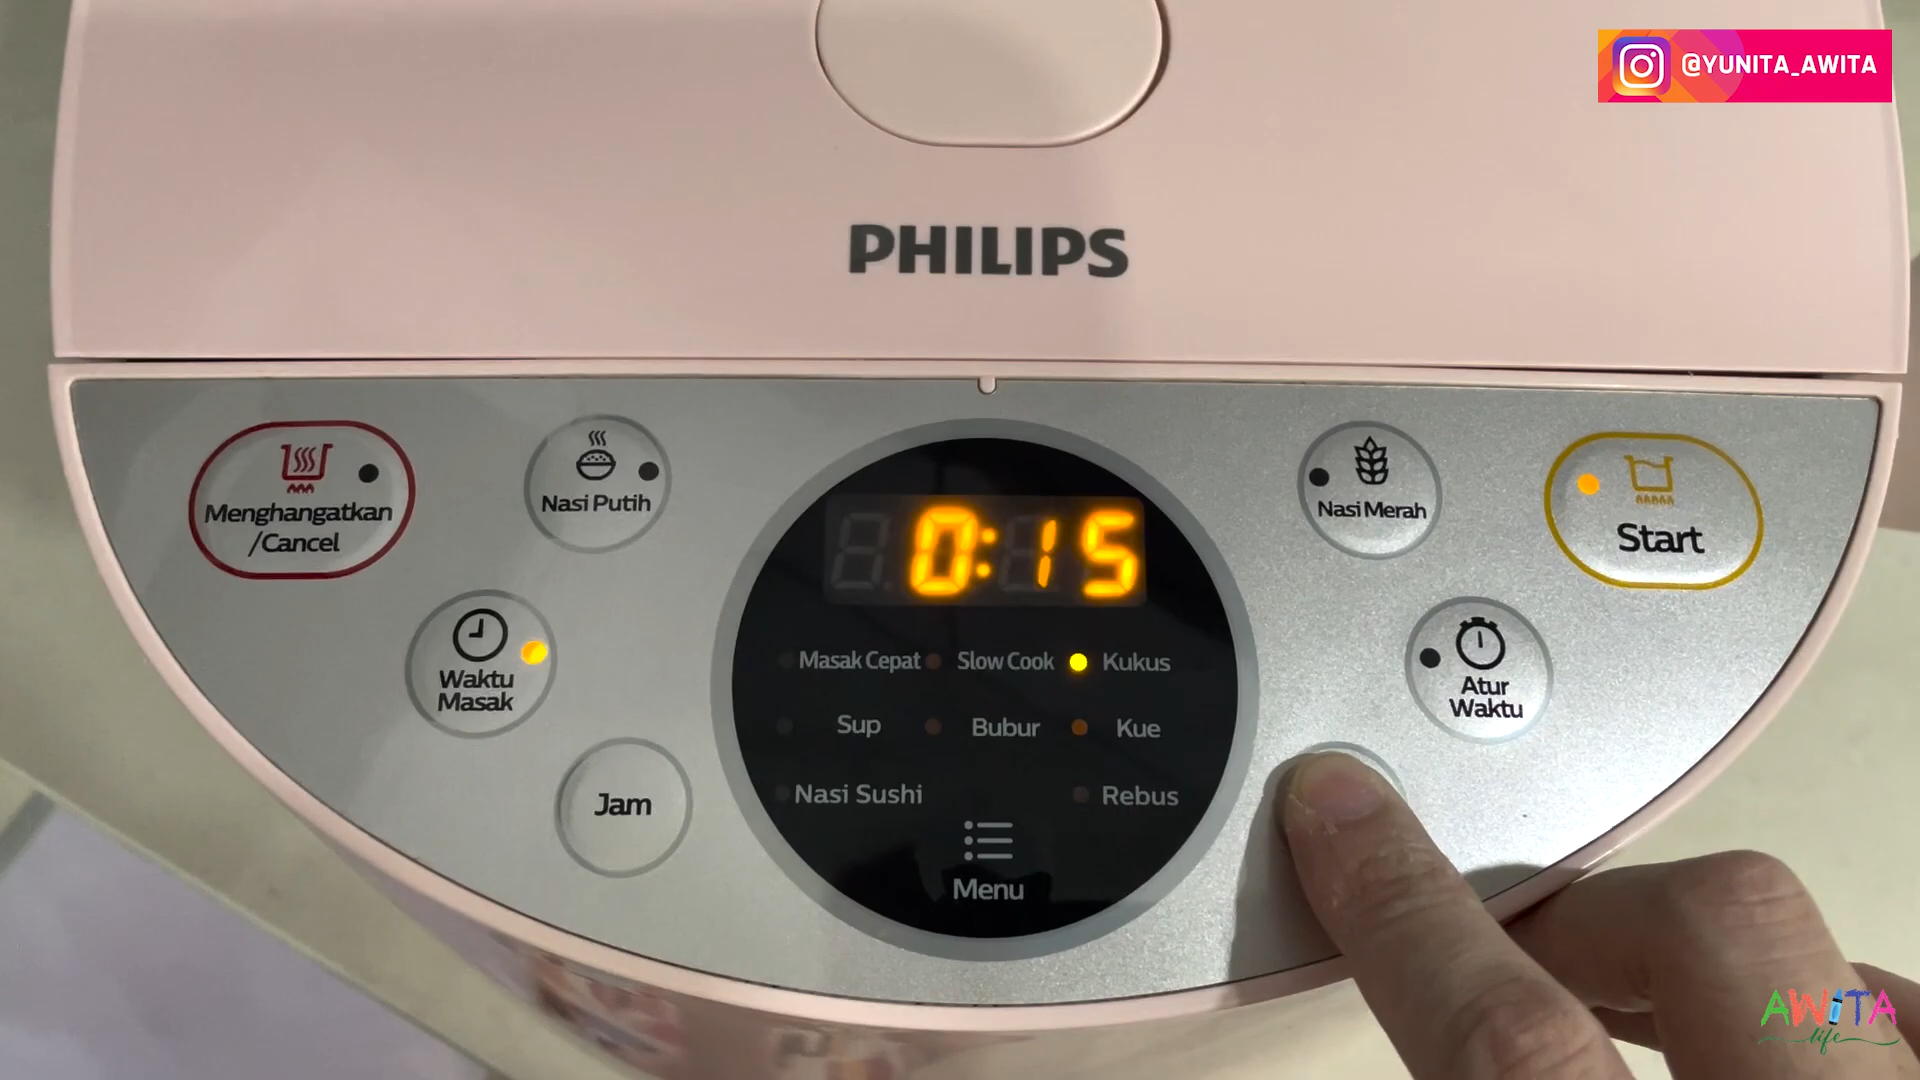 @YUNITA_AWITA
PHILIPS
Menghangatkan
/Cancel
Nasi Putih
0:15
Nasi Merah
Start
Waktu
Masak
Masak Cepat
Slow Cook
Kukus
Atur
Waktu
Sup
Bubur
Kue
Jam
Nasi Sushi
Rebus
Menu
AWITA
life